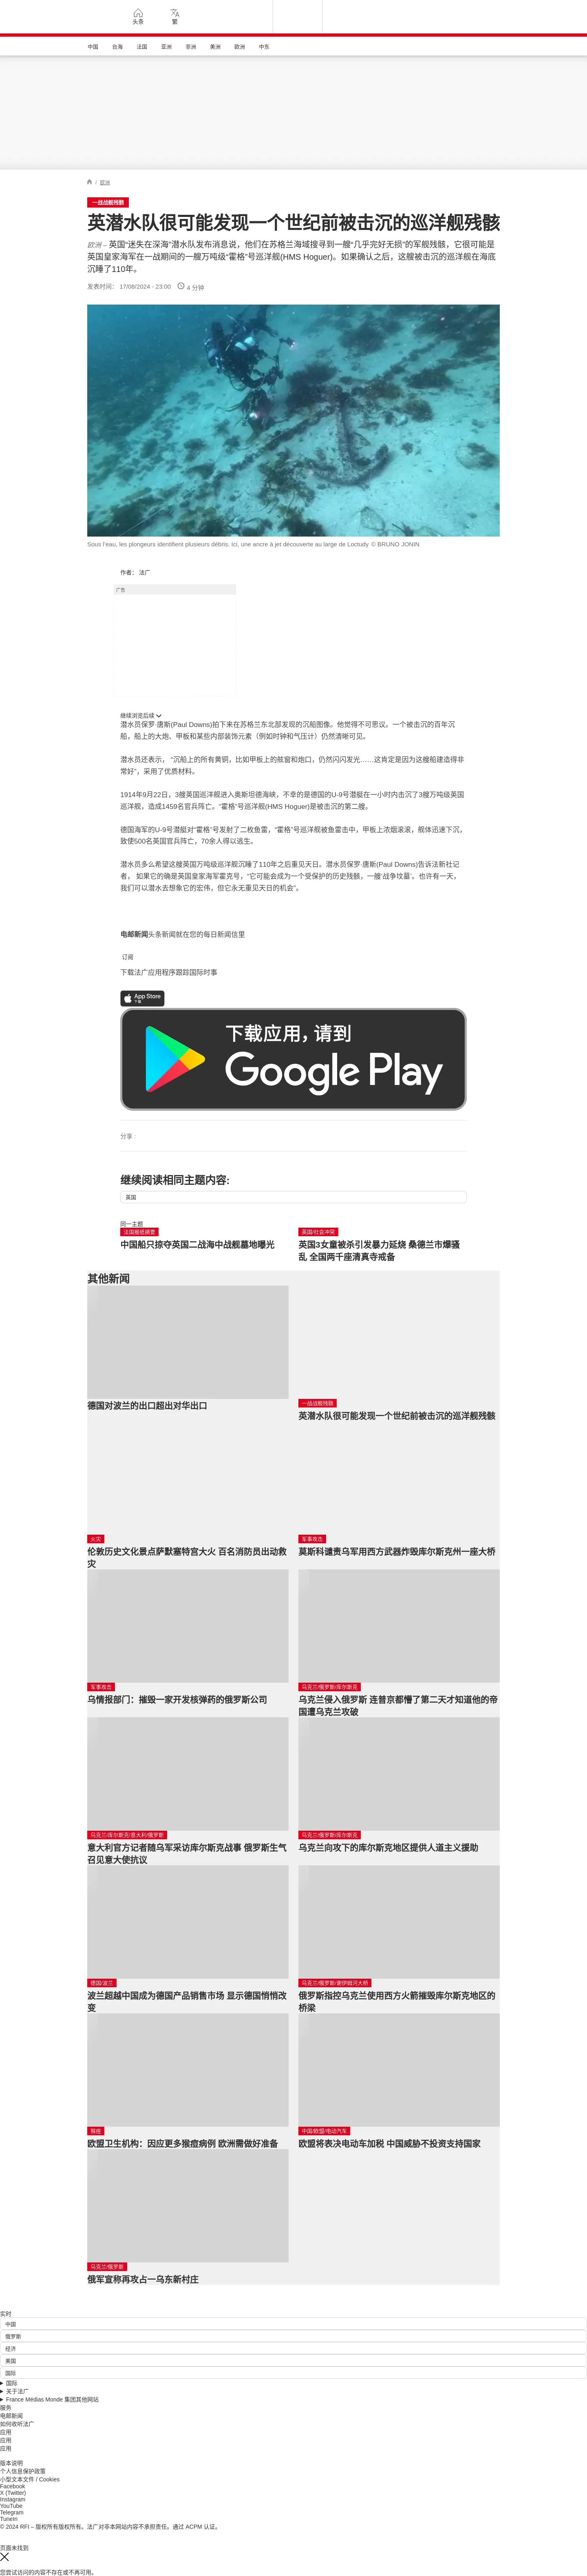 头条
繁
中国
台海
法国
亚洲
非洲
美洲
欧洲
中东
/ 欧洲
一战战舰残骸
英潜水队很可能发现一个世纪前被击沉的巡洋舰残骸
欧洲 – 英国“迷失在深海”潜水队发布消息说，他们在苏格兰海域搜寻到一艘“几乎完好无损”的军舰残骸，它很可能是
英国皇家海军在一战期间的一艘万吨级“霍格”号巡洋舰(HMS Hoguer)。如果确认之后，这艘被击沉的巡洋舰在海底
沉睡了110年。
发表时间： 17/08/2024 - 23:00
4 分钟
Sous l'eau, les plongeurs identifient plusieurs débris. Ici, une ancre à jet découverte au large de Loctudy © BRUNO JONIN
作者： 法广
广告
继续浏览后续
潜水员保罗·唐斯(Paul Downs)拍下来在苏格兰东北部发现的沉船图像。他觉得不可思议。一个被击沉的百年沉
船，船上的大炮、甲板和某些内部装饰元素（例如时钟和气压计）仍然清晰可见。
潜水员还表示， “沉船上的所有黄铜，比如甲板上的舷窗和炮口，仍然闪闪发光……这肯定是因为这艘船建造得非
常好”，采用了优质材料。
1914年9月22日，3艘英国巡洋舰进入奥斯坦德海峡，不幸的是德国的U-9号潜艇在一小时内击沉了3艘万吨级英国
巡洋舰，造成1459名官兵阵亡。“霍格”号巡洋舰(HMS Hoguer)是被击沉的第二艘。
德国海军的U-9号潜艇对“霍格”号发射了二枚鱼雷，“霍格”号巡洋舰被鱼雷击中，甲板上浓烟滚滚，舰体迅速下沉，
致使500名英国官兵阵亡，70余人得以逃生。
潜水员多么希望这艘英国万吨级巡洋舰沉睡了110年之后重见天日。潜水员保罗·唐斯(Paul Downs)告诉法新社记
者， 如果它的确是英国皇家海军霍克号，“它可能会成为一个受保护的历史残骸，一艘‘战争坟墓’。也许有一天，
我们可以潜水去想象它的宏伟，但它永无重见天日的机会”。
电邮新闻头条新闻就在您的每日新闻信里
订阅
下载法广应用程序跟踪国际时事
App Store
下载
下载应用，请到
Google Play
分享 :
继续阅读相同主题内容:
英国
同一主题
法国报纸摘要
中国船只掠夺英国二战海中战舰墓地曝光
英国/社会冲突
英国3女童被杀引发暴力延烧 桑德兰市爆骚
乱 全国两千座清真寺戒备
其他新闻
德国对波兰的出口超出对华出口
一战战舰残骸
英潜水队很可能发现一个世纪前被击沉的巡洋舰残骸
火灾
伦敦历史文化景点萨默塞特宫大火 百名消防员出动救
灾
军事攻击
莫斯科谴责乌军用西方武器炸毁库尔斯克州一座大桥
军事攻击
乌情报部门：摧毁一家开发核弹药的俄罗斯公司
乌克兰/俄罗斯/库尔斯克
乌克兰侵入俄罗斯 连普京都懵了第二天才知道他的帝
国遭乌克兰攻破
乌克兰/库尔斯克/意大利/俄罗斯
意大利官方记者随乌军采访库尔斯克战事 俄罗斯生气
召见意大使抗议
乌克兰/俄罗斯/库尔斯克
乌克兰向攻下的库尔斯克地区提供人道主义援助
德国/波兰
波兰超越中国成为德国产品销售市场 显示德国悄悄改
变
乌克兰/俄罗斯/谢伊姆河大桥
俄罗斯指控乌克兰使用西方火箭摧毁库尔斯克地区的
桥梁
猴痘
欧盟卫生机构：因应更多猴痘病例 欧洲需做好准备
中国/欧盟/电动汽车
欧盟将表决电动车加税 中国威胁不投资支持国家
乌克兰/俄罗斯
俄军宣称再攻占一乌东新村庄
实时
中国
俄罗斯
经济
美国
国际
国际
关于法广
France Médias Monde 集团其他网站
服务
电邮新闻
如何收听法广
应用
应用
应用
版本说明
个人信息保护政策
小型文本文件 / Cookies
Facebook
X (Twitter)
Instagram
YouTube
Telegram
TuneIn
© 2024 RFI – 版权所有版权所有。法广对非本网站内容不承担责任。通过 ACPM 认证。
页面未找到
您尝试访问的内容不存在或不再可用。